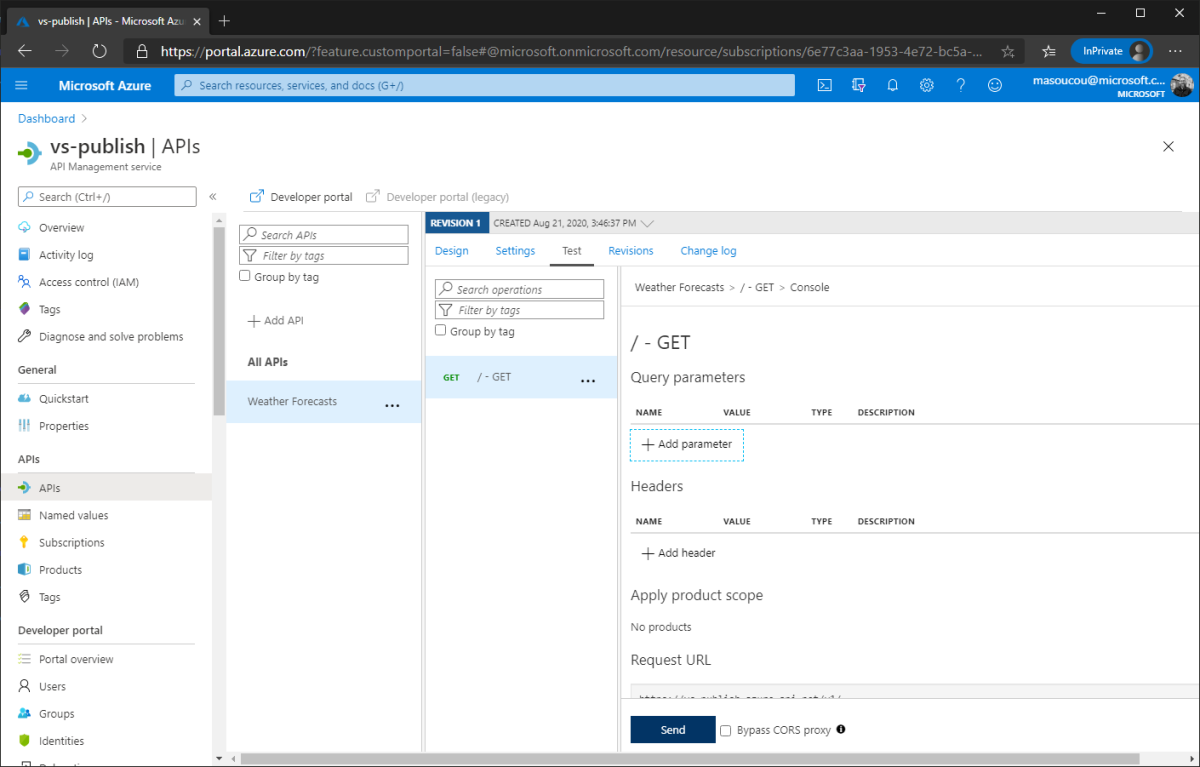 vs-publish | APIs - Microsoft Azu
https://portal.azure.com/?feature.customportal=false#@microsoft.onmicrosoft.com/resource/subscriptions/6e77c3aa-1953-4e72-bc5a-...
InPrivate
Microsoft Azure
Search resources, services, and docs (G+/)
masoucou@microsoft.c...
MICROSOFT
Dashboard
vs-publish | APIs
API Management service
Search (Ctrl+/)
Overview
Activity log
Access control (IAM)
Tags
Diagnose and solve problems
General
Quickstart
Properties
APIs
APIs
Named values
Subscriptions
Products
Tags
Developer portal
Portal overview
Users
Groups
Identities
Developer portal
Developer portal (legacy)
Search APIs
Filter by tags
Group by tag
Add API
All APIs
Weather Forecasts ...
REVISION 1 CREATED Aug 21, 2020, 3:46:37 PM
Design Settings Test Revisions Change log
Search operations
Filter by tags
Group by tag
GET / - GET ...
Weather Forecasts > / - GET > Console
/ - GET
Query parameters
NAME VALUE TYPE DESCRIPTION
Add parameter
Headers
NAME VALUE TYPE DESCRIPTION
Add header
Apply product scope
No products
Request URL
Send
Bypass CORS proxy